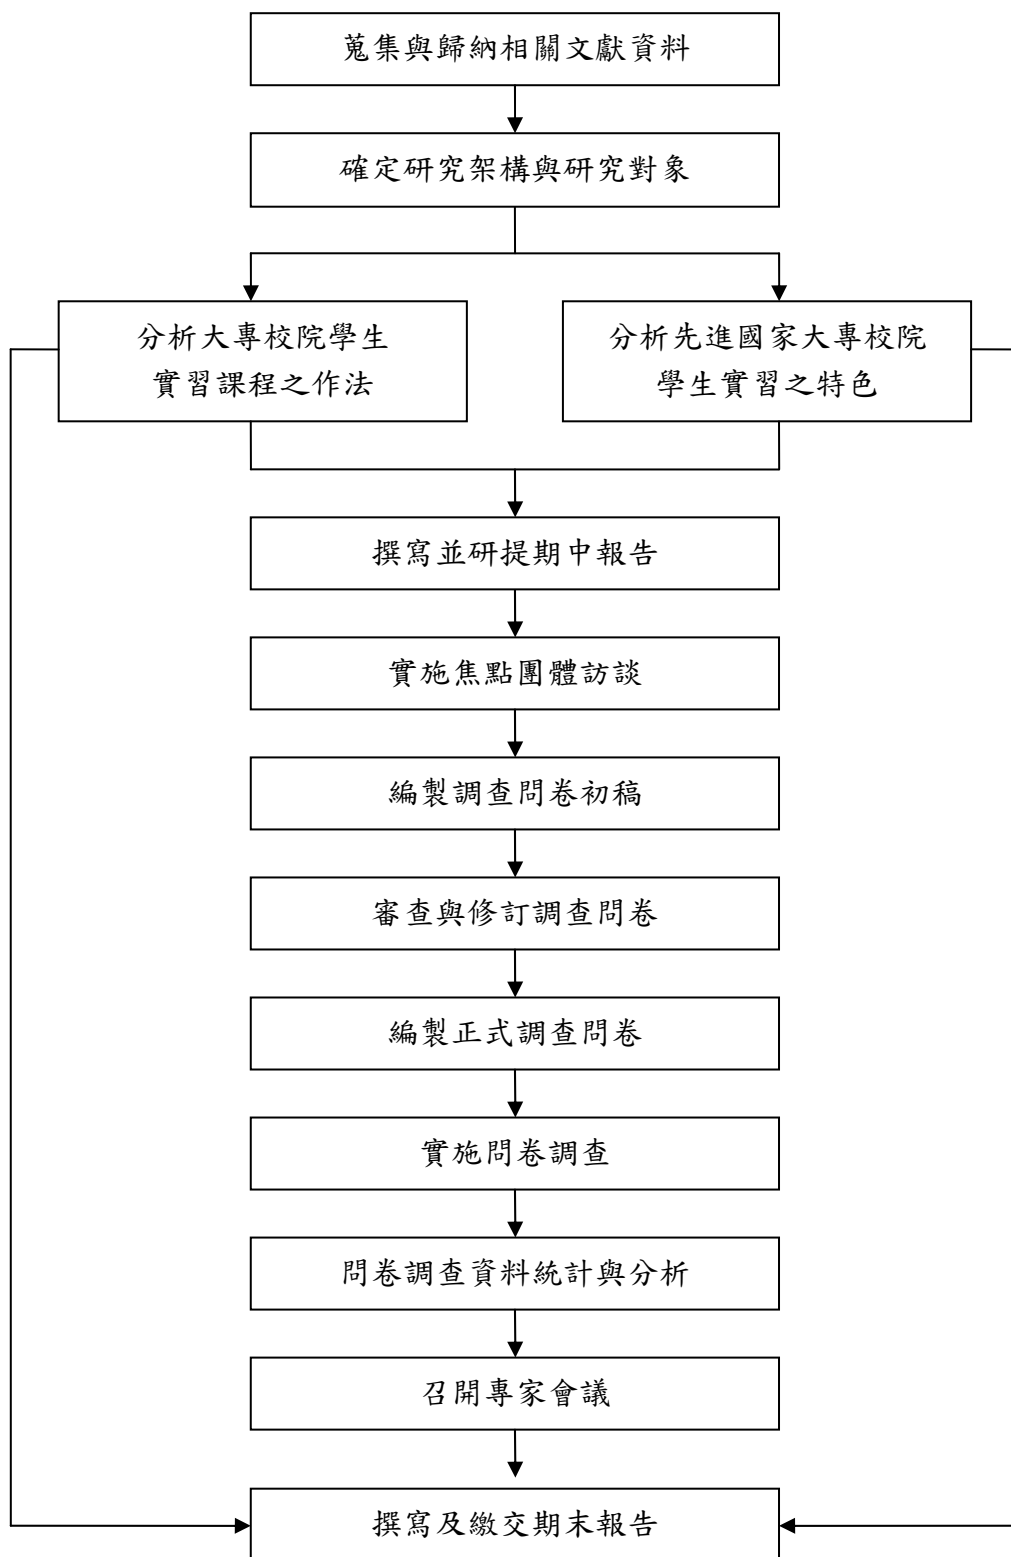 蒐集與歸納相關文獻資料
確定研究架構與研究對象
分析大專校院學生
實習課程之作法
分析先進國家大專校院
學生實習之特色
撰寫並研提期中報告
實施焦點團體訪談
編製調查問卷初稿
審查與修訂調查問卷
編製正式調查問卷
實施問卷調查
問卷調查資料統計與分析
召開專家會議
撰寫及繳交期末報告